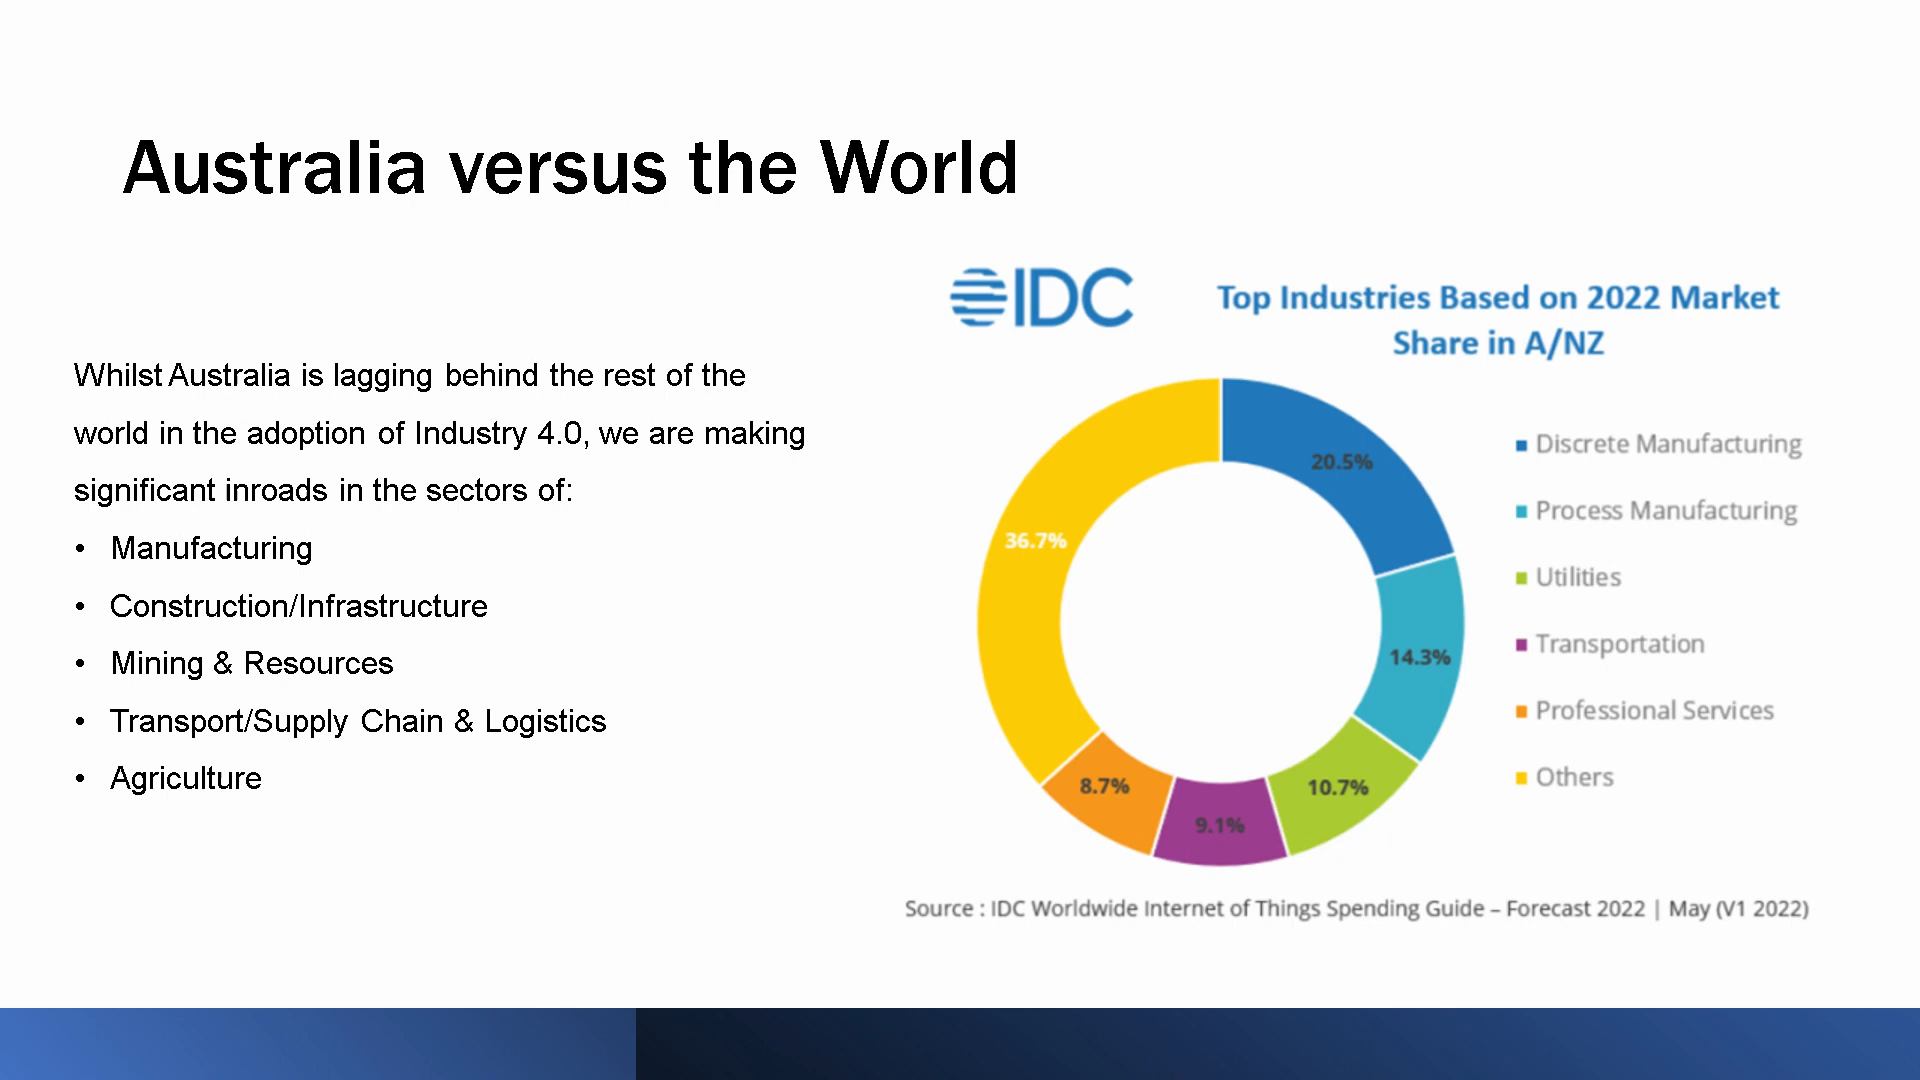 Australia versus the World
Whilst Australia is lagging behind the rest of the
world in the adoption of Industry 4.0, we are making
significant inroads in the sectors of:
• Manufacturing
• Construction/Infrastructure
• Mining & Resources
• Transport/Supply Chain & Logistics
• Agriculture
IDC
Top Industries Based on 2022 Market
Share in A/NZ
20.5%
14.3%
10.7%
9.1%
8.7%
36.7%
Discrete Manufacturing
Process Manufacturing
Utilities
Transportation
Professional Services
Others
Source : IDC Worldwide Internet of Things Spending Guide – Forecast 2022 | May (V1 2022)